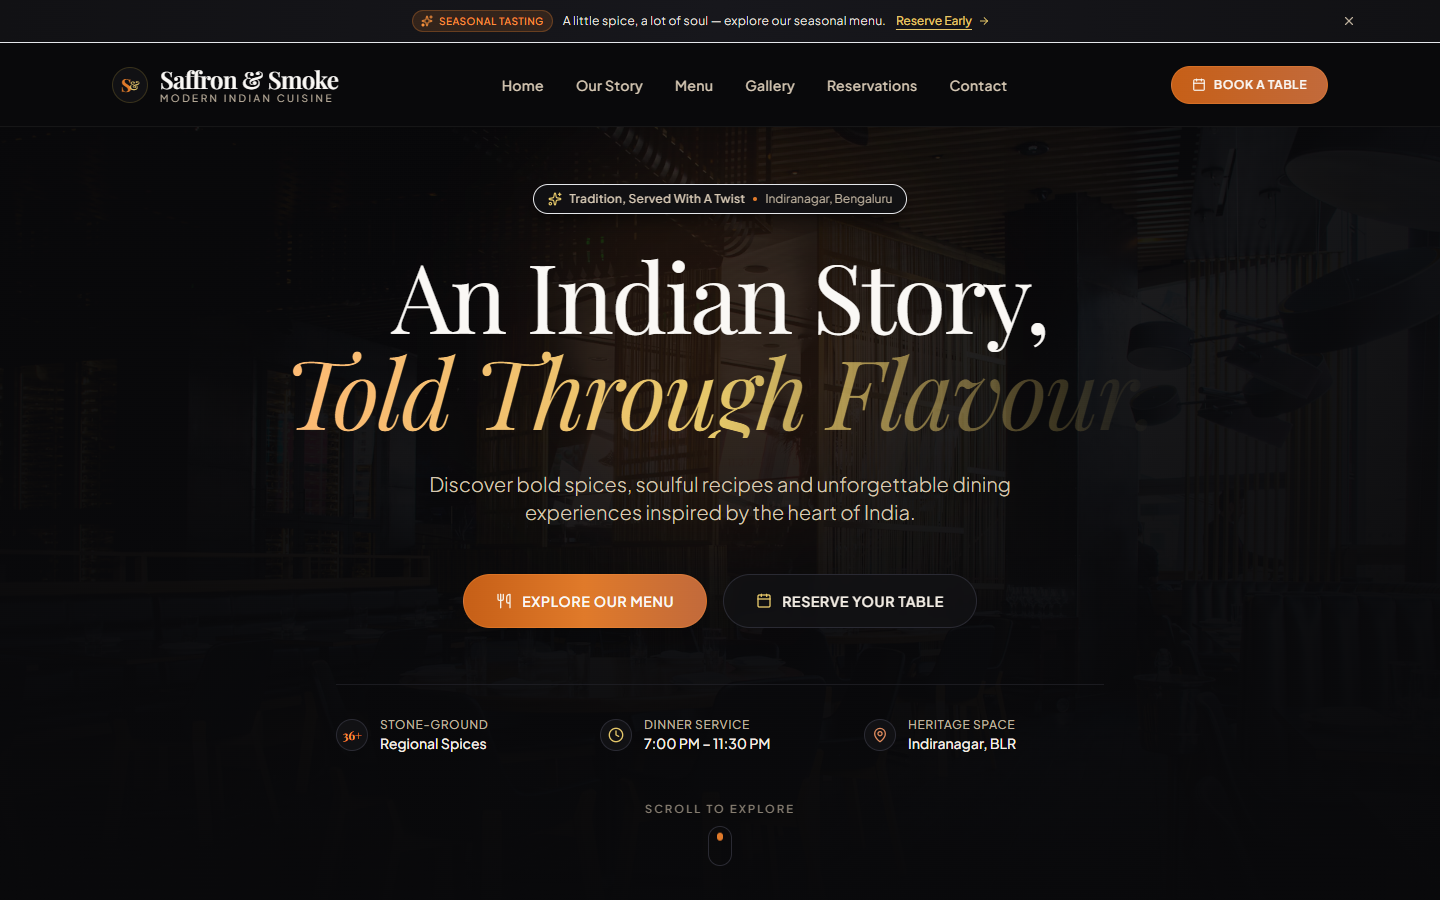 SEASONAL TASTING A little spice, a lot of soul — explore our seasonal menu. Reserve Early →
S&
Saffron & Smoke
MODERN INDIAN CUISINE
Home Our Story Menu Gallery Reservations Contact
BOOK A TABLE
Tradition, Served With A Twist • Indiranagar, Bengaluru
An Indian Story,
Told Through Flavour
Discover bold spices, soulful recipes and unforgettable dining
experiences inspired by the heart of India.
EXPLORE OUR MENU RESERVE YOUR TABLE
36+
STONE-GROUND
Regional Spices
DINNER SERVICE
7:00 PM – 11:30 PM
HERITAGE SPACE
Indiranagar, BLR
SCROLL TO EXPLORE